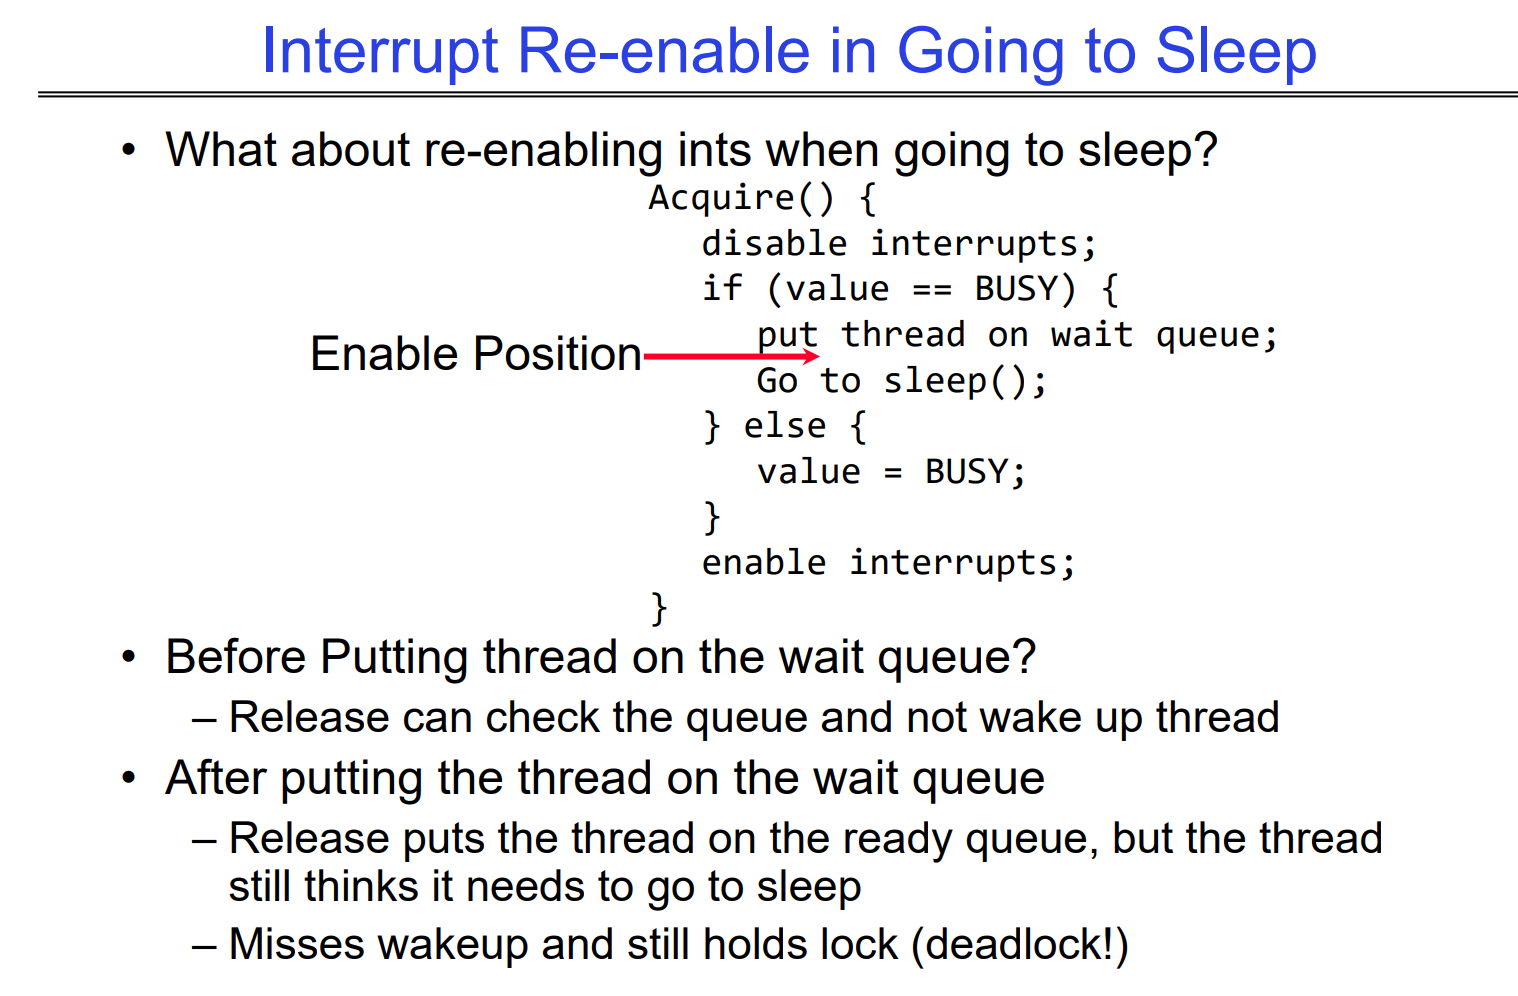 Interrupt Re-enable in Going to Sleep
• What about re-enabling ints when going to sleep?
Acquire() {
disable interrupts;
if (value == BUSY) {
put thread on wait queue;
Enable Position
Go to sleep();
} else {
value = BUSY;
}
enable interrupts;
}
• Before Putting thread on the wait queue?
– Release can check the queue and not wake up thread
• After putting the thread on the wait queue
– Release puts the thread on the ready queue, but the thread
still thinks it needs to go to sleep
– Misses wakeup and still holds lock (deadlock!)